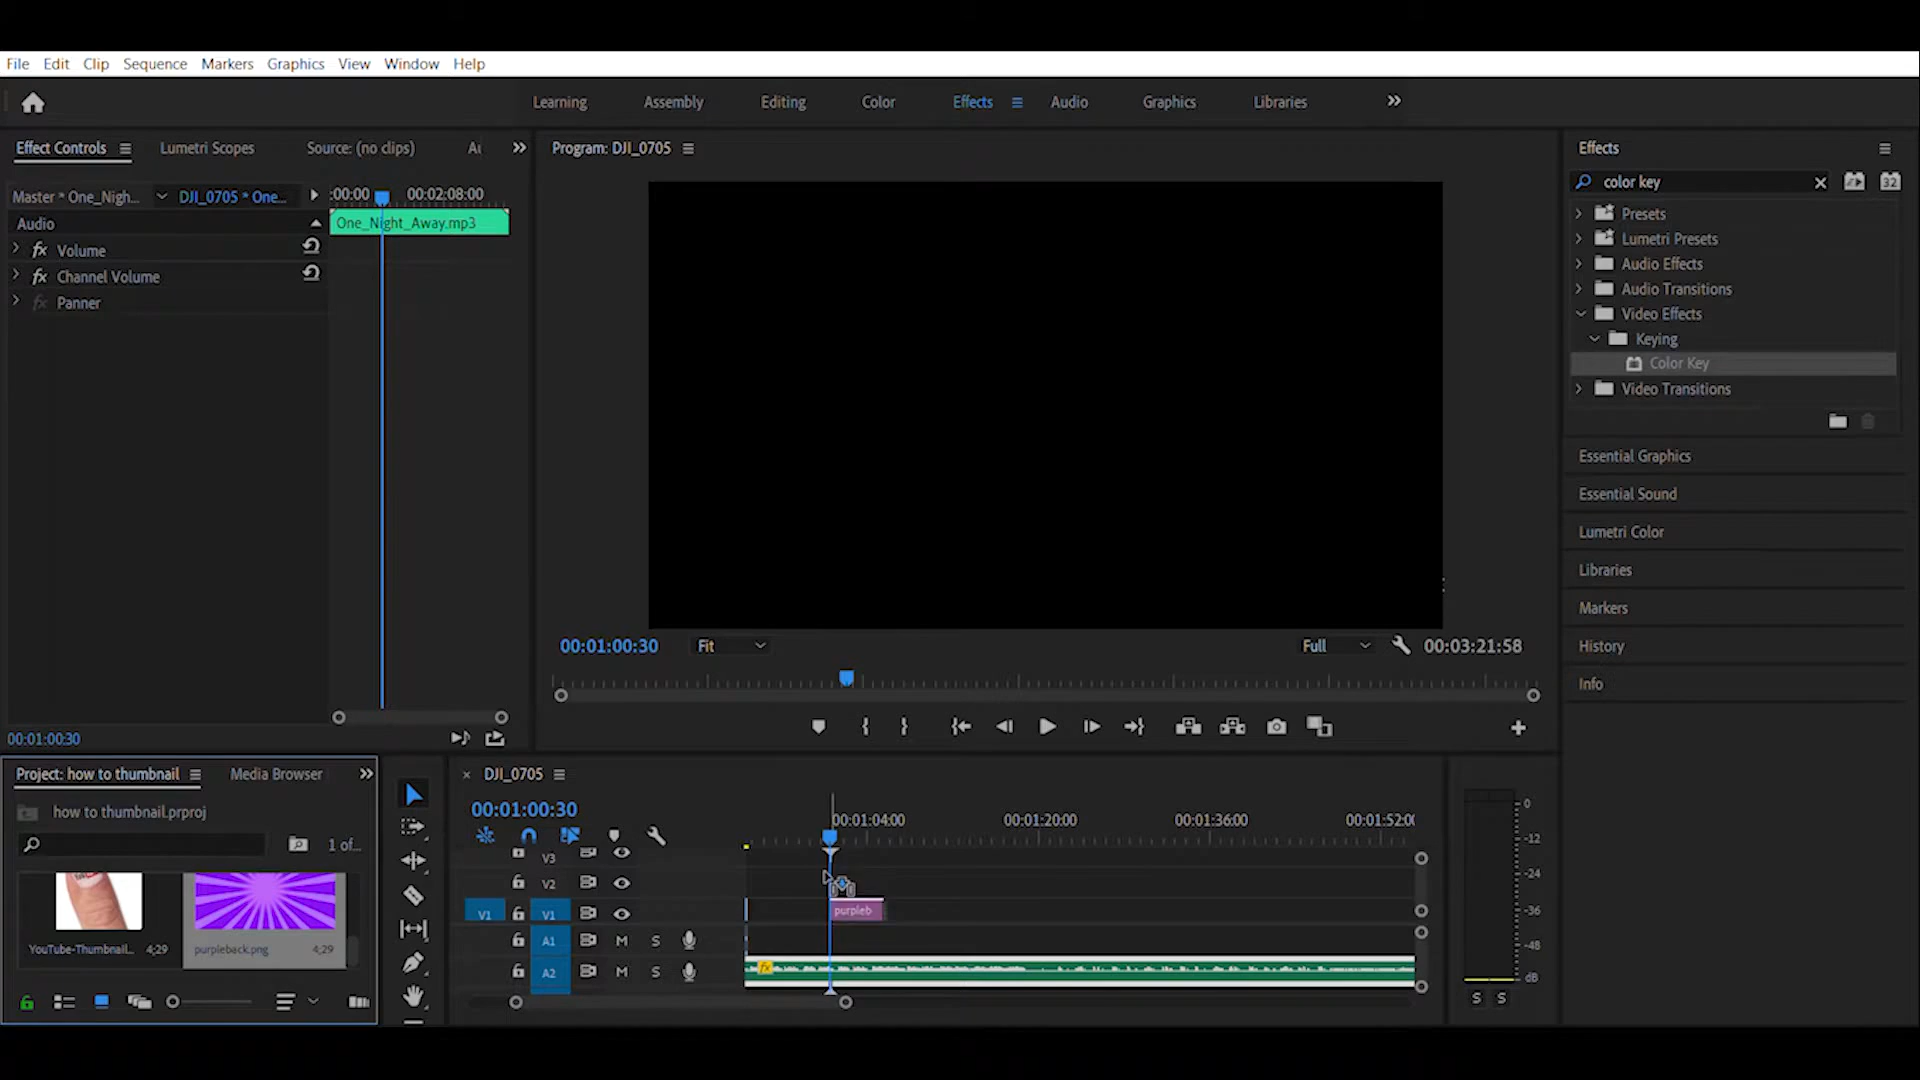 File Edit Clip Sequence Markers Graphics View Window Help
Learning Assembly Editing Color Effects Audio Graphics Libraries
Effect Controls Lumetri Scopes Source: (no clips) Au
Program: DJI_0705
Effects
Master * One_Nigh... DJI_0705 * One... :00:00 00:02:08:00
color key
32
Audio
One_Night_Away.mp3
fx Volume
fx Channel Volume
fx Panner
Presets
Lumetri Presets
Audio Effects
Audio Transitions
Video Effects
Keying
Color Key
Video Transitions
Essential Graphics
Essential Sound
Lumetri Color
Libraries
Markers
History
Info
00:01:00:30 Fit Full 00:03:21:58
00:01:00:30
Project: how to thumbnail Media Browser
how to thumbnail.prproj
1 of...
YouTube-Thumbnail... 4;29
purpleback.png 4;29
DJI_0705
00:01:00:30
00:01:04:00 00:01:20:00 00:01:36:00 00:01:52:00
V3
V2
V1 V1
purpleb
A1 M S
A2 M S
fx
0
-12
-24
-36
-48
dB
S S